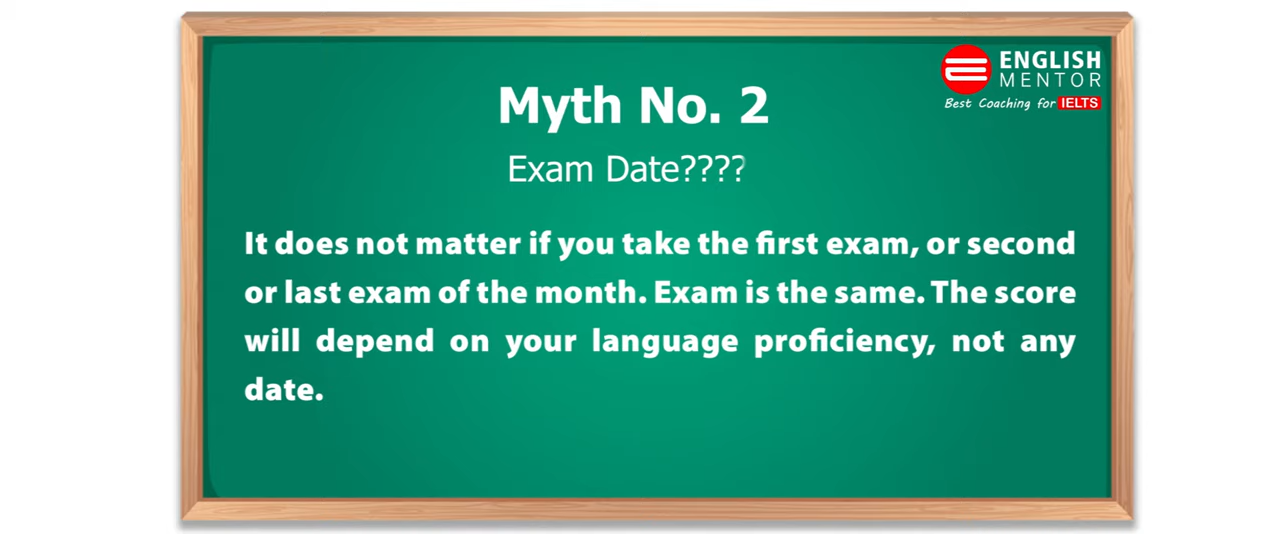 ENGLISH
MENTOR
Best Coaching for IELTS
Myth No. 2
Exam Date????
It does not matter if you take the first exam, or second
or last exam of the month. Exam is the same. The score
will depend on your language proficiency, not any
date.